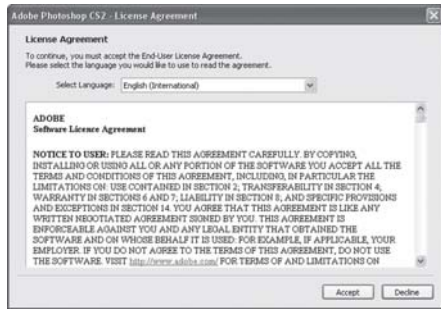 Adobe Photoshop CS2 - License Agreement
License Agreement
To continue, you must accept the End-User License Agreement.
Please select the language you would like to use to read the agreement.
Select Language: English (International)
ADOBE
Software Licence Agreement
NOTICE TO USER: PLEASE READ THIS AGREEMENT CAREFULLY. BY COPYING,
INSTALLING OR USING ALL OR ANY PORTION OF THE SOFTWARE YOU ACCEPT ALL THE
TERMS AND CONDITIONS OF THIS AGREEMENT, INCLUDING, IN PARTICULAR THE
LIMITATIONS ON: USE CONTAINED IN SECTION 2; TRANSFERABILITY IN SECTION 4;
WARRANTY IN SECTIONS 6 AND 7; LIABILITY IN SECTION 8; AND SPECIFIC PROVISIONS
AND EXCEPTIONS IN SECTION 14. YOU AGREE THAT THIS AGREEMENT IS LIKE ANY
WRITTEN NEGOTIATED AGREEMENT SIGNED BY YOU. THIS AGREEMENT IS
ENFORCEABLE AGAINST YOU AND ANY LEGAL ENTITY THAT OBTAINED THE
SOFTWARE AND ON WHOSE BEHALF IT IS USED: FOR EXAMPLE, IF APPLICABLE, YOUR
EMPLOYER. IF YOU DO NOT AGREE TO THE TERMS OF THIS AGREEMENT, DO NOT USE
THE SOFTWARE. VISIT http://www.adobe.com/ FOR TERMS OF AND LIMITATIONS ON
Accept Decline